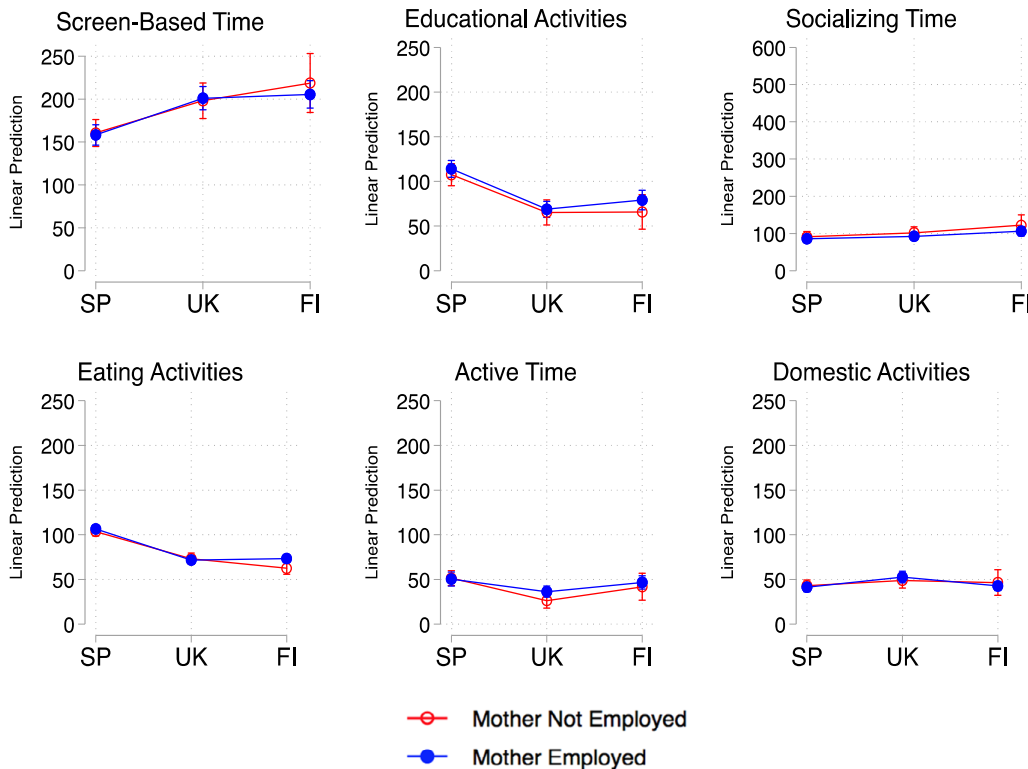 Screen-Based Time
Linear Prediction
250
200
150
100
50
0
SP UK FI
Educational Activities
Linear Prediction
250
200
150
100
50
0
SP UK FI
Socializing Time
Linear Prediction
600
500
400
300
200
100
0
SP UK FI
Eating Activities
Linear Prediction
250
200
150
100
50
0
SP UK FI
Active Time
Linear Prediction
250
200
150
100
50
0
SP UK FI
Domestic Activities
Linear Prediction
250
200
150
100
50
0
SP UK FI
Mother Not Employed
Mother Employed